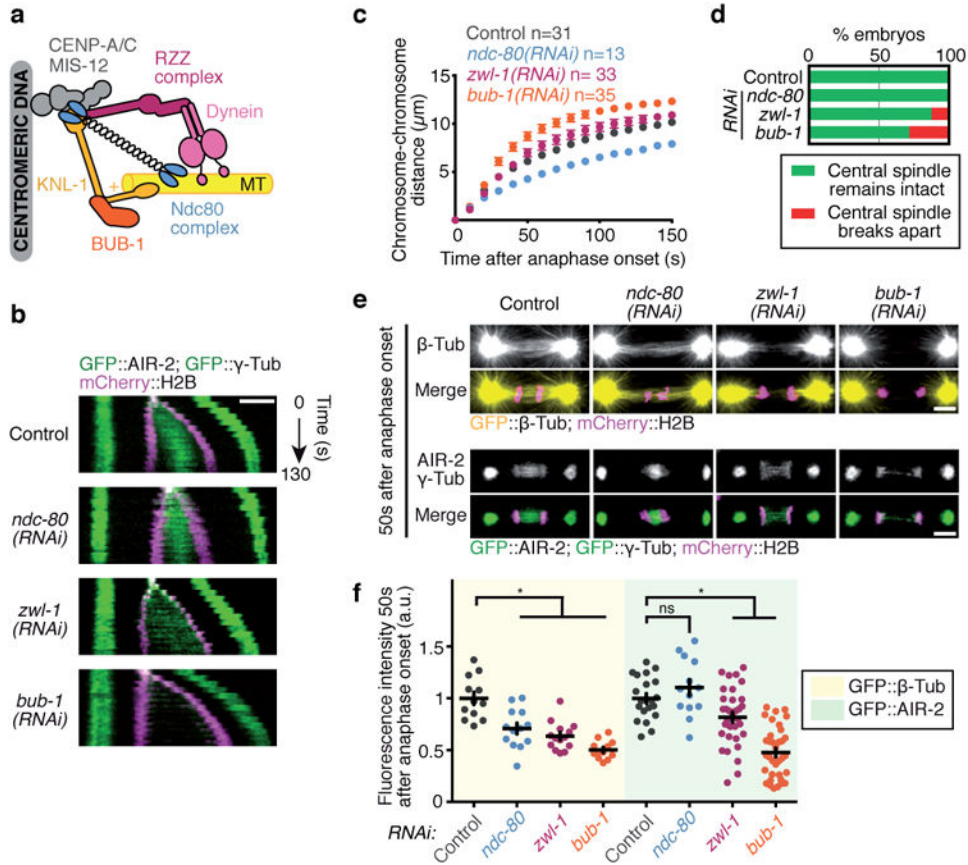 a
CENP-A/C
MIS-12
RZZ
complex
Dynein
CENTROMERIC DNA
KNL-1
+
MT
Ndc80
complex
BUB-1
b
GFP::AIR-2; GFP::γ-Tub
mCherry::H2B
Control
0
Time (s)
130
ndc-80
(RNAi)
zwl-1
(RNAi)
bub-1
(RNAi)
c
Control n=31
ndc-80(RNAi) n=13
zwl-1(RNAi) n= 33
bub-1(RNAi) n=35
Chromosome-chromosome
distance (μm)
15
10
5
0
0
50
100
150
Time after anaphase onset (s)
d
% embryos
0
50
100
Control
RNAi
ndc-80
zwl-1
bub-1
Central spindle
remains intact
Central spindle
breaks apart
e
Control
ndc-80
(RNAi)
zwl-1
(RNAi)
bub-1
(RNAi)
50s after anaphase onset
β-Tub
Merge
GFP::β-Tub; mCherry::H2B
AIR-2
γ-Tub
Merge
GFP::AIR-2; GFP::γ-Tub; mCherry::H2B
f
Fluorescence intensity 50s
after anaphase onset (a.u.)
1.5
1
0.5
0
*
ns
*
GFP::β-Tub
GFP::AIR-2
RNAi:
Control
ndc-80
zwl-1
bub-1
Control
ndc-80
zwl-1
bub-1